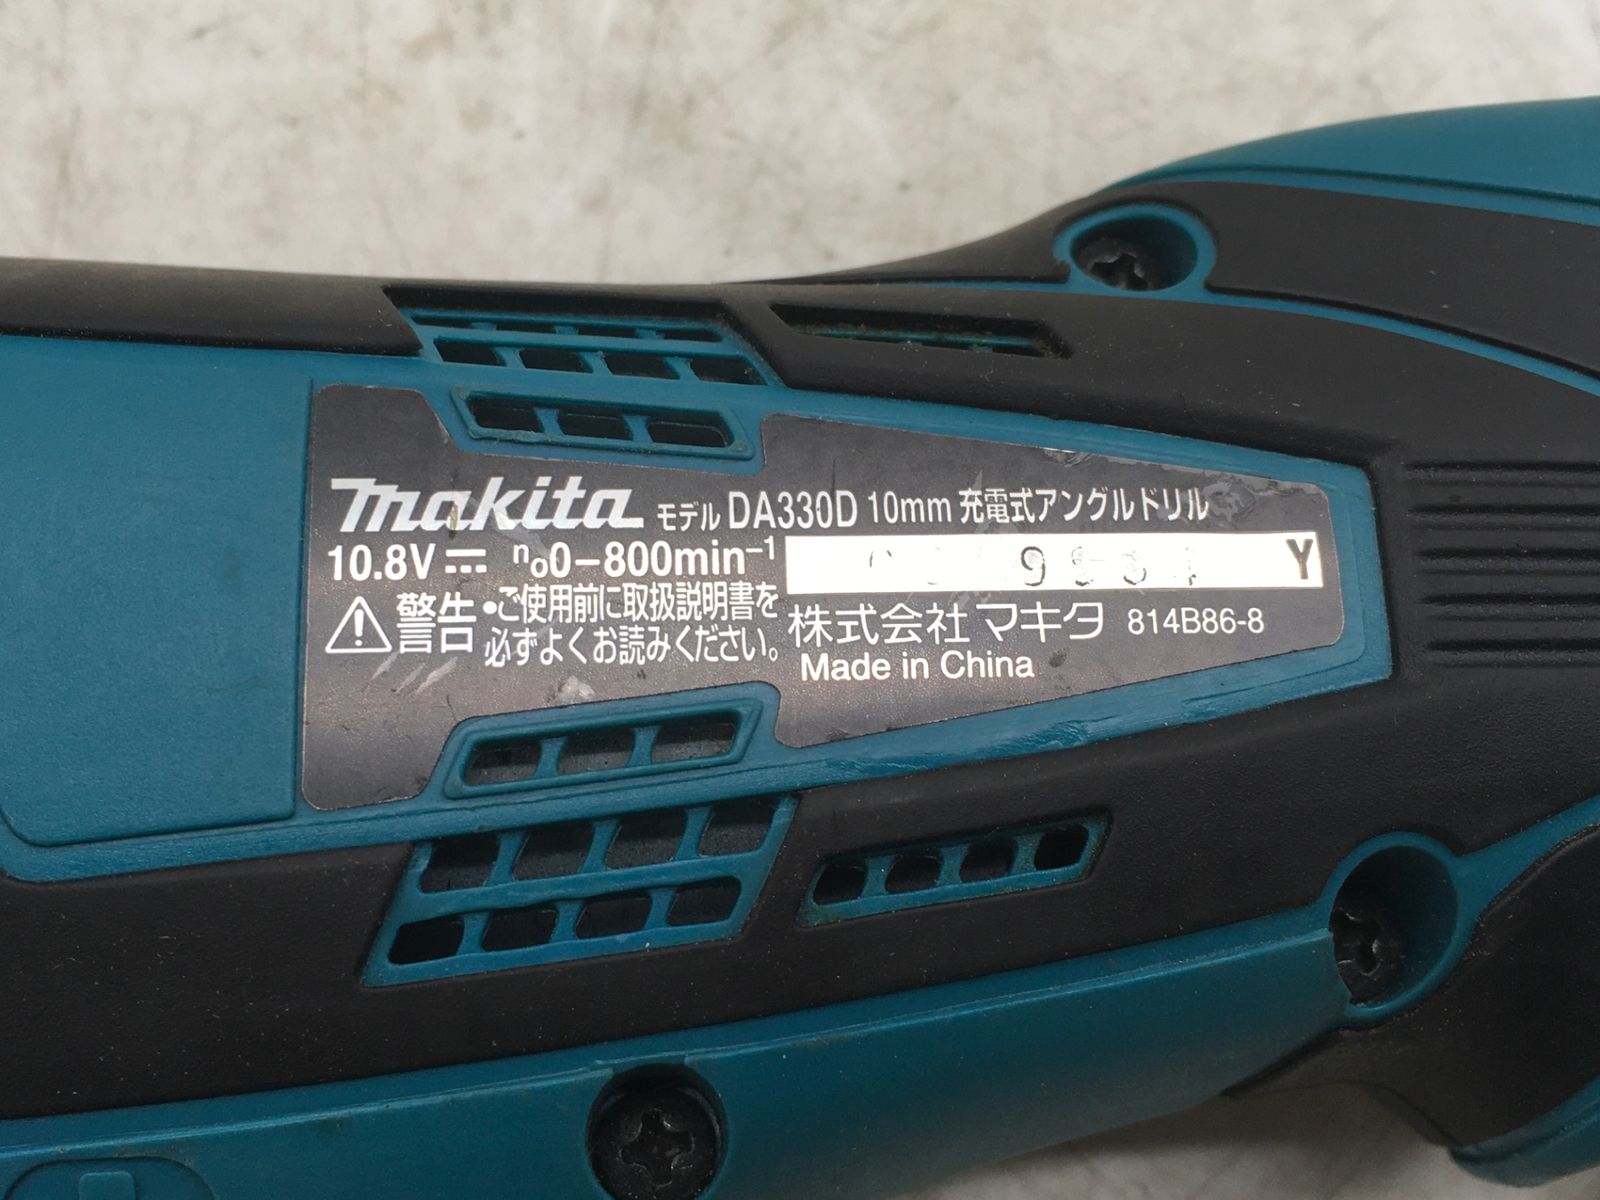 makita モデル DA330D 10mm 充電式アングルドリル
10.8V n₀0-800min⁻¹ Y
警告 •ご使用前に取扱説明書を
必ずよくお読みください。
株式会社マキタ 814B86-8
Made in China